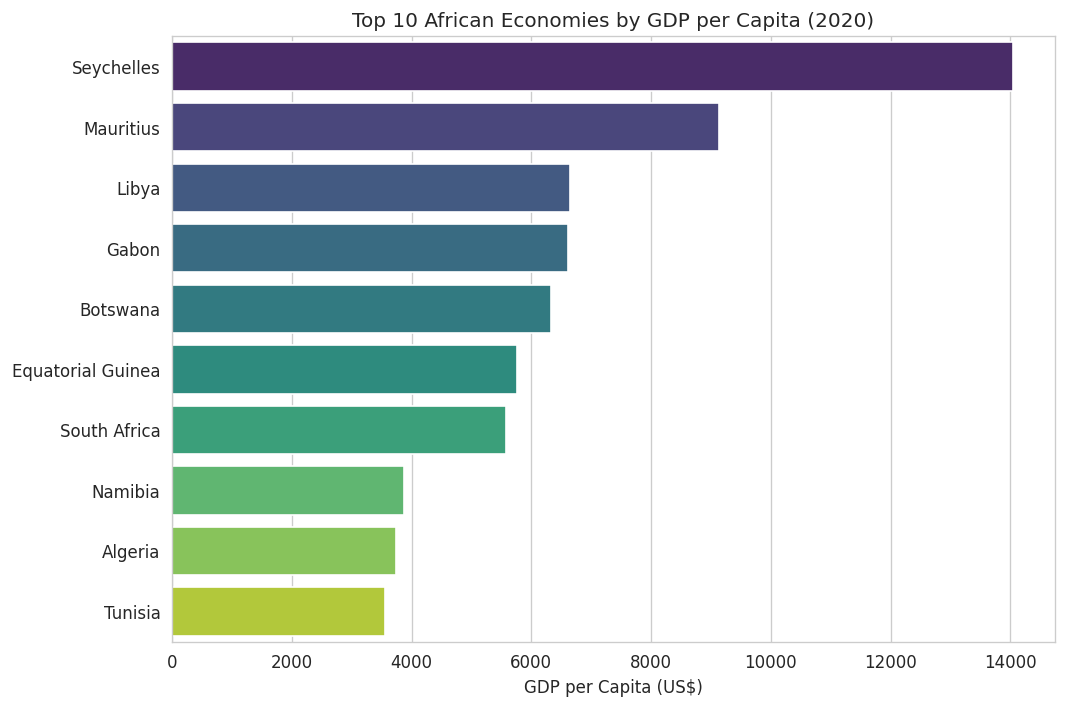 Top 10 African Economies by GDP per Capita (2020)
Seychelles
Mauritius
Libya
Gabon
Botswana
Equatorial Guinea
South Africa
Namibia
Algeria
Tunisia
0 2000 4000 6000 8000 10000 12000 14000
GDP per Capita (US$)